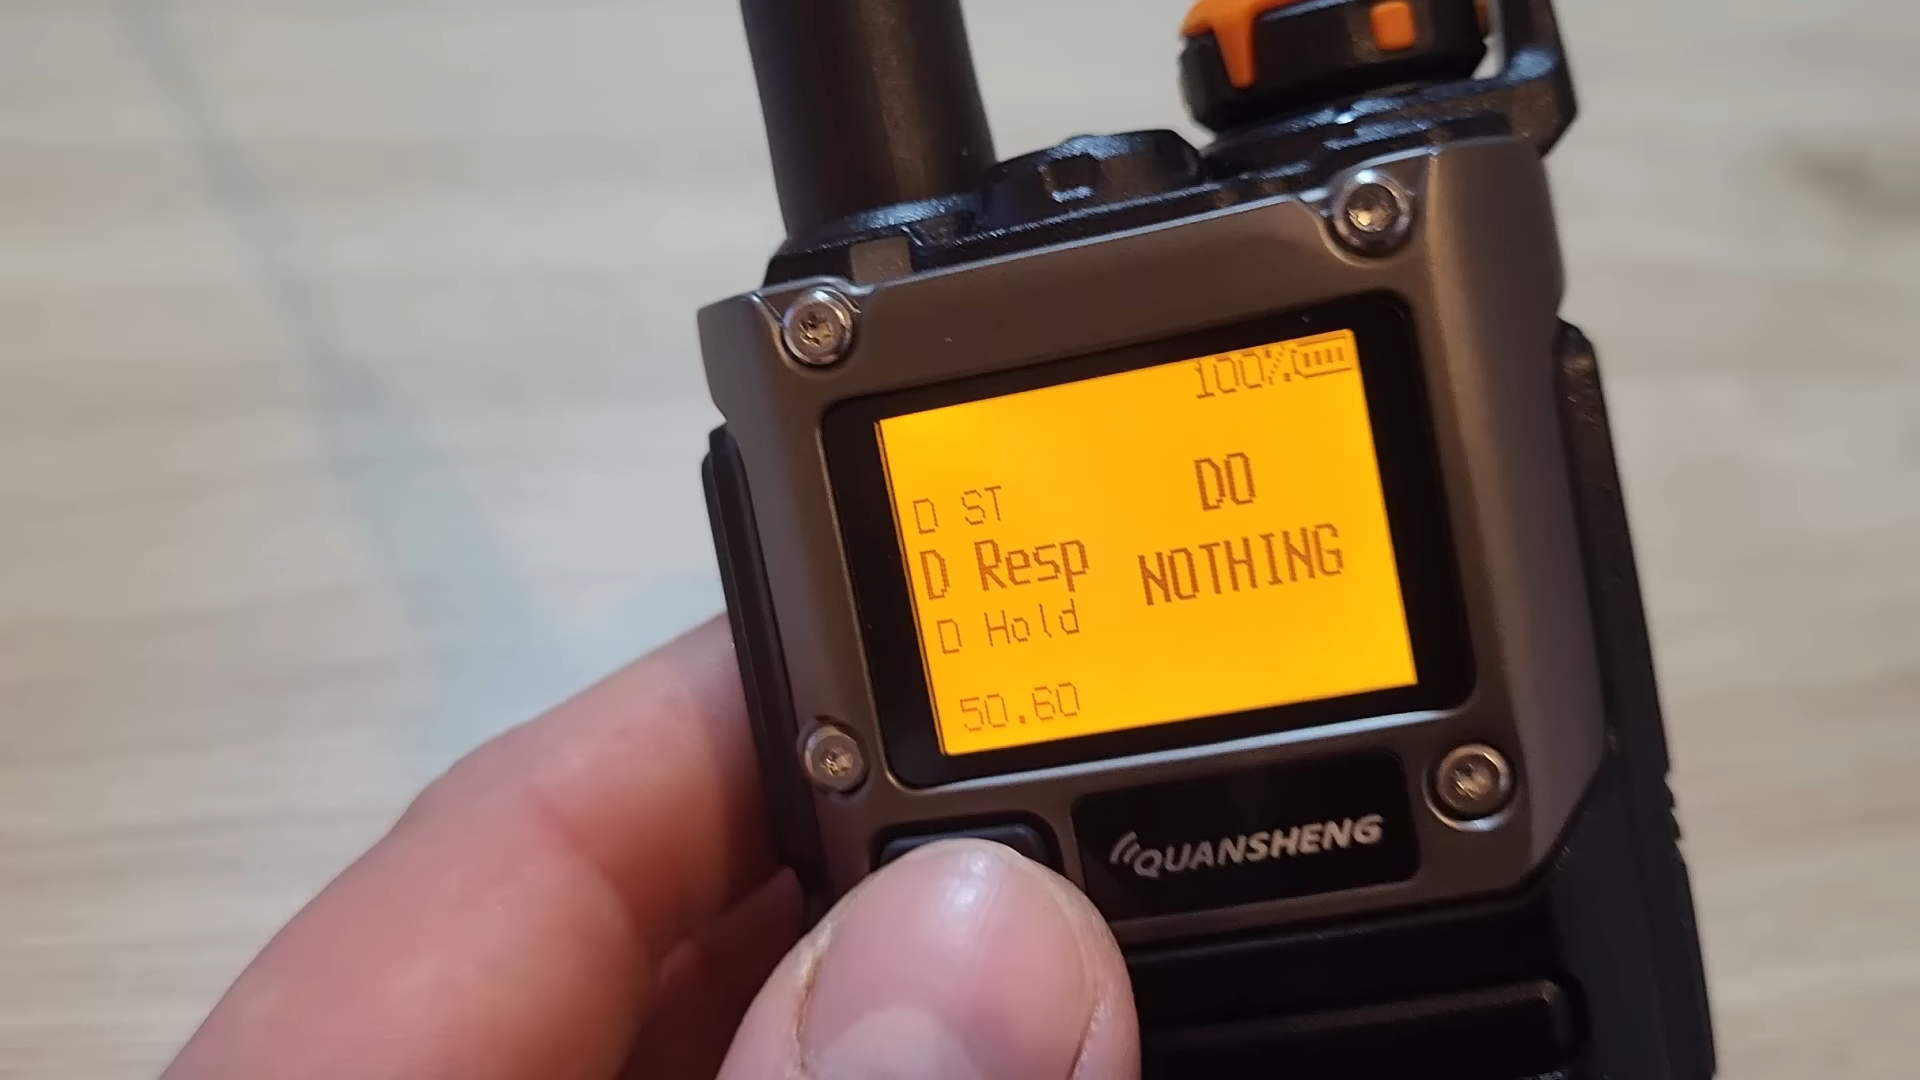 100%
D ST
D Resp
D Hold
DO
NOTHING
50.60
QUANSHENG